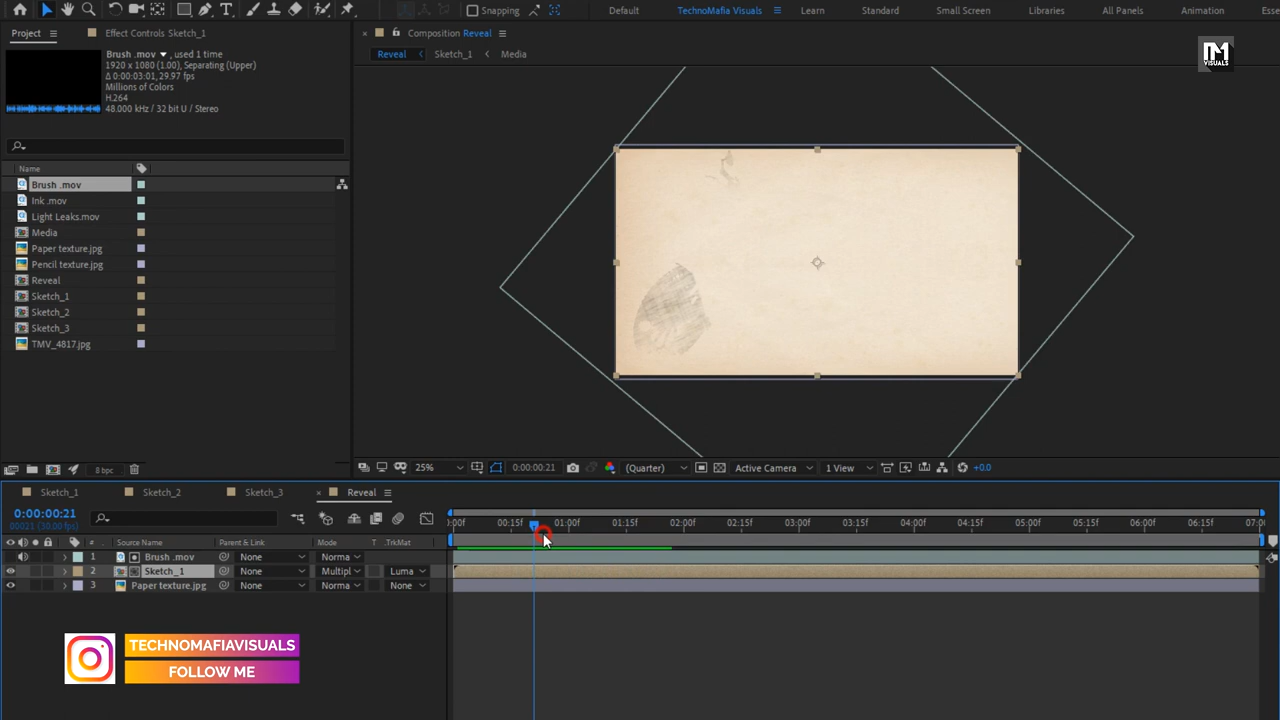 Snapping
Default
TechnoMafia Visuals
Learn
Standard
Small Screen
Libraries
All Panels
Animation
Esse
Project
Effect Controls Sketch_1
Composition Reveal
Reveal
Sketch_1
Media
TM
VISUALS
Brush .mov , used 1 time
1920 x 1080 (1.00), Separating (Upper)
Δ 0:00:03:01, 29.97 fps
Millions of Colors
H.264
48.000 kHz / 32 bit U / Stereo
Name
Brush .mov
Ink .mov
Light Leaks.mov
Media
Paper texture.jpg
Pencil texture.jpg
Reveal
Sketch_1
Sketch_2
Sketch_3
TMV_4817.jpg
8 bpc
25%
0:00:00:21
(Quarter)
Active Camera
1 View
+0.0
Sketch_1
Sketch_2
Sketch_3
Reveal
0:00:00:21
00021 (30.00 fps)
:00f
00:15f
01:00f
01:15f
02:00f
02:15f
03:00f
03:15f
04:00f
04:15f
05:00f
05:15f
06:00f
06:15f
07:00
#
Source Name
Parent & Link
Mode
T
TrkMat
1
Brush .mov
None
Norma
2
Sketch_1
None
Multipl
Luma
3
Paper texture.jpg
None
Norma
None
TECHNOMAFIAVISUALS
FOLLOW ME